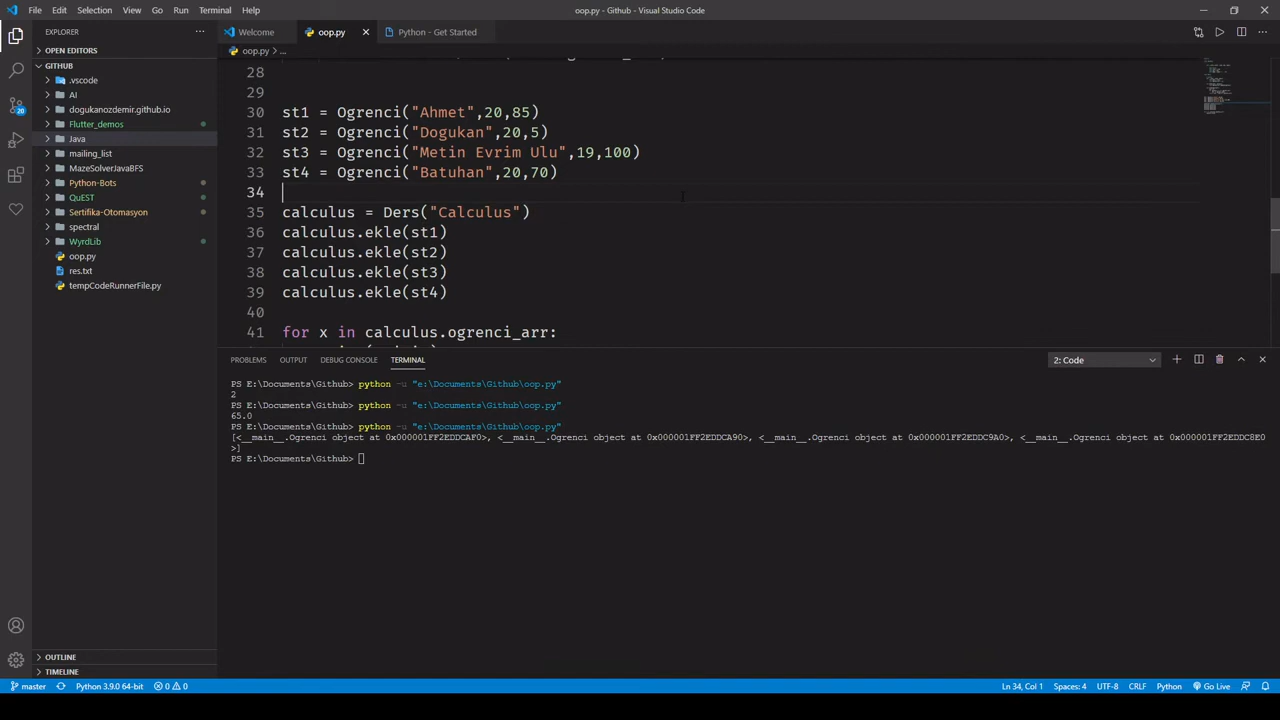 File Edit Selection View Go Run Terminal Help oop.py - Github - Visual Studio Code
EXPLORER
OPEN EDITORS
GITHUB
.vscode
AI
dogukanozdemir.github.io
Flutter_demos
Java
mailing_list
MazeSolverJavaBFS
Python-Bots
QuEST
Sertifika-Otomasyon
spectral
WyrdLib
oop.py
res.txt
tempCodeRunnerFile.py
OUTLINE
TIMELINE
20
Welcome oop.py Python - Get Started
oop.py > ...
28
29
30 st1 = Ogrenci("Ahmet",20,85)
31 st2 = Ogrenci("Dogukan",20,5)
32 st3 = Ogrenci("Metin Evrim Ulu",19,100)
33 st4 = Ogrenci("Batuhan",20,70)
34
35 calculus = Ders("Calculus")
36 calculus.ekle(st1)
37 calculus.ekle(st2)
38 calculus.ekle(st3)
39 calculus.ekle(st4)
40
41 for x in calculus.ogrenci_arr:
PROBLEMS OUTPUT DEBUG CONSOLE TERMINAL 2: Code
PS E:\Documents\Github> python -u "e:\Documents\Github\oop.py"
2
PS E:\Documents\Github> python -u "e:\Documents\Github\oop.py"
65.0
PS E:\Documents\Github> python -u "e:\Documents\Github\oop.py"
[<__main__.Ogrenci object at 0x000001FF2EDDCAF0>, <__main__.Ogrenci object at 0x000001FF2EDDCA90>, <__main__.Ogrenci object at 0x000001FF2EDDC9A0>, <__main__.Ogrenci object at 0x000001FF2EDDC8E0
>]
PS E:\Documents\Github>
master Python 3.9.0 64-bit 0 0 Ln 34, Col 1 Spaces: 4 UTF-8 CRLF Python Go Live